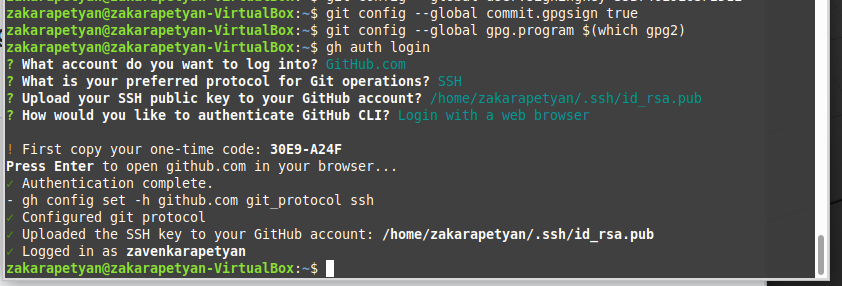 zakarapetyan@zakarapetyan-VirtualBox:~$ git config --global commit.gpgsign true
zakarapetyan@zakarapetyan-VirtualBox:~$ git config --global gpg.program $(which gpg2)
zakarapetyan@zakarapetyan-VirtualBox:~$ gh auth login
? What account do you want to log into? GitHub.com
? What is your preferred protocol for Git operations? SSH
? Upload your SSH public key to your GitHub account? /home/zakarapetyan/.ssh/id_rsa.pub
? How would you like to authenticate GitHub CLI? Login with a web browser
! First copy your one-time code: 30E9-A24F
Press Enter to open github.com in your browser...
✓ Authentication complete.
- gh config set -h github.com git_protocol ssh
✓ Configured git protocol
✓ Uploaded the SSH key to your GitHub account: /home/zakarapetyan/.ssh/id_rsa.pub
✓ Logged in as zavenkarapetyan
zakarapetyan@zakarapetyan-VirtualBox:~$